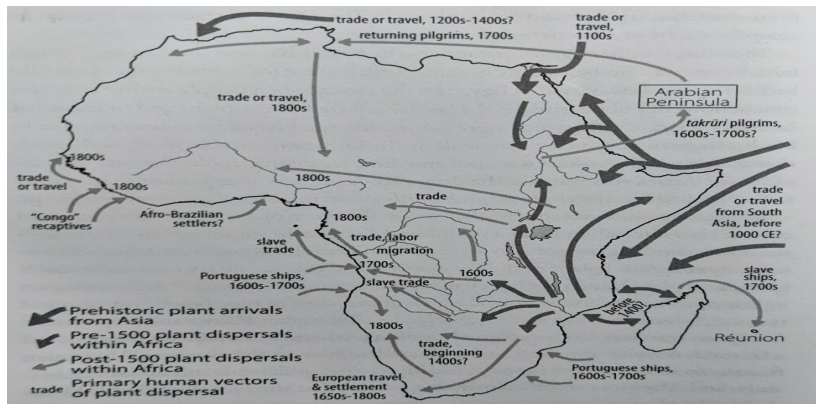 trade or travel, 1200s-1400s?
returning pilgrims, 1700s
trade or
travel,
1100s
Arabian
Peninsula
takrūri pilgrims,
1600s-1700s?
trade or travel,
1800s
1800s
trade
or travel
1800s
"Congo"
recaptives
Afro-Brazilian
settlers?
1800s
trade
1800s
slave
trade
trade, labor
migration
1700s
1600s
slave trade
Portuguese ships,
1600s-1700s
trade
or travel
from South
Asia, before
1000 CE?
slave
ships,
1700s
before
1400?
Réunion
1800s
trade,
beginning
1400s?
European travel
& settlement
1650s-1800s
Portuguese ships,
1600s-1700s
Prehistoric plant arrivals
from Asia
Pre-1500 plant dispersals
within Africa
Post-1500 plant dispersals
within Africa
trade Primary human vectors
of plant dispersal